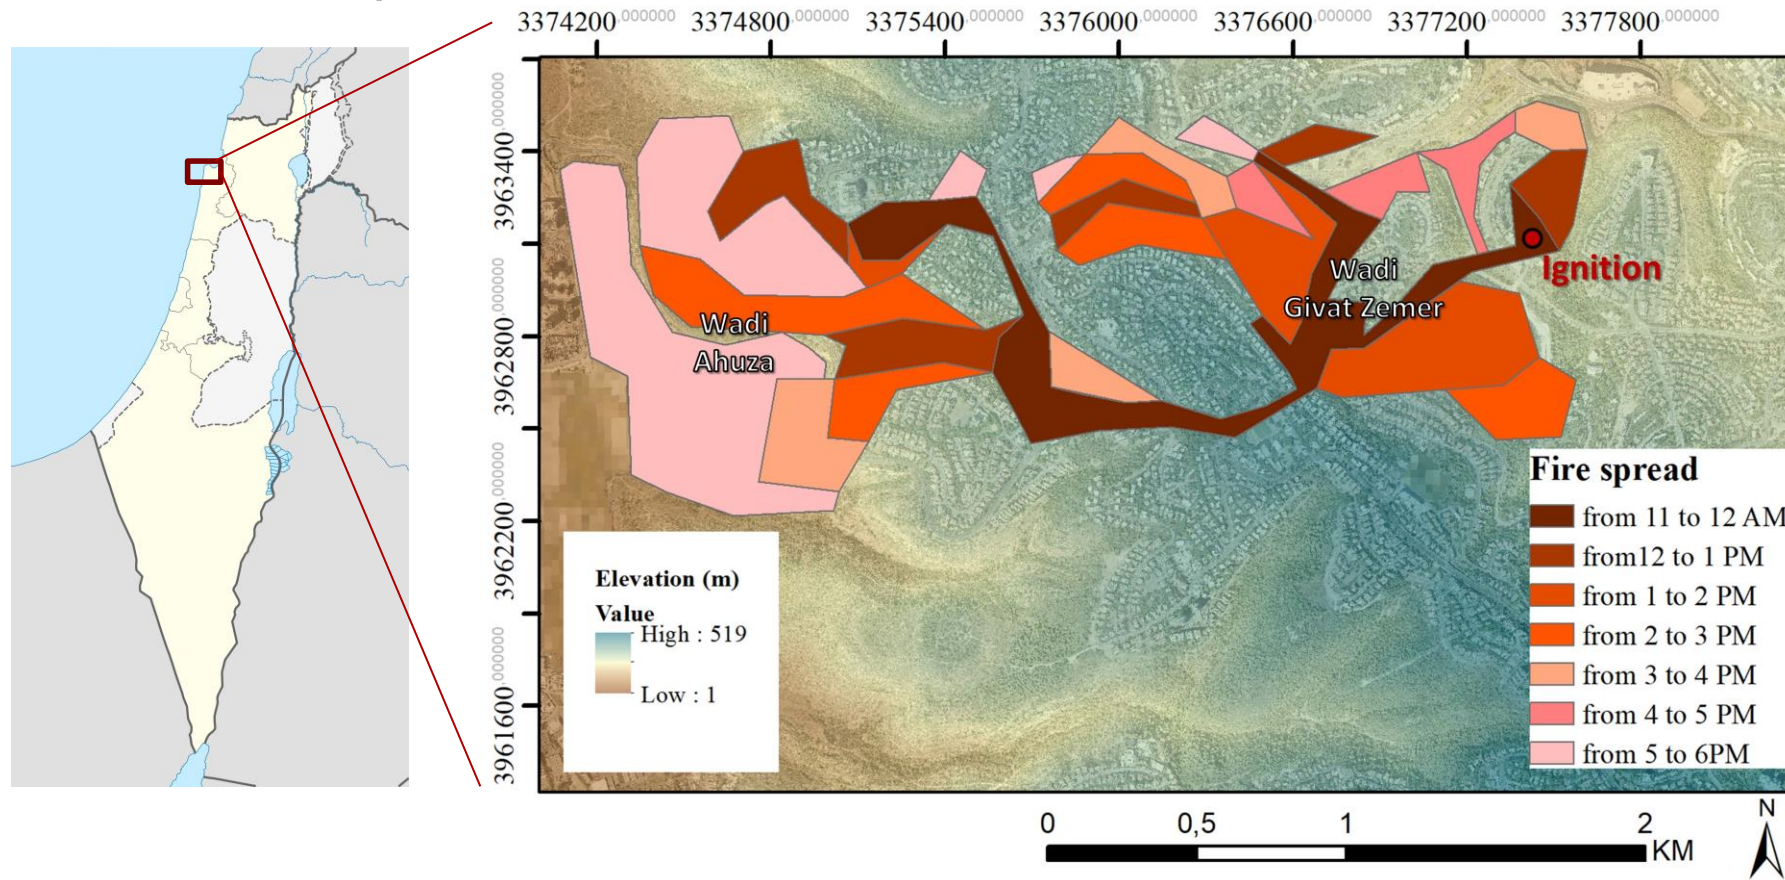 3374200,000000 3374800,000000 3375400,000000 3376000,000000 3376600,000000 3377200,000000 3377800,000000
3963400,000000
3962800,000000
3962200,000000
3961600,000000
Ignition
Wadi
Givat Zemer
Wadi
Ahuza
Fire spread
from 11 to 12 AM
from12 to 1 PM
from 1 to 2 PM
from 2 to 3 PM
from 3 to 4 PM
from 4 to 5 PM
from 5 to 6PM
Elevation (m)
Value
High : 519
Low : 1
0 0,5 1 2
KM
N